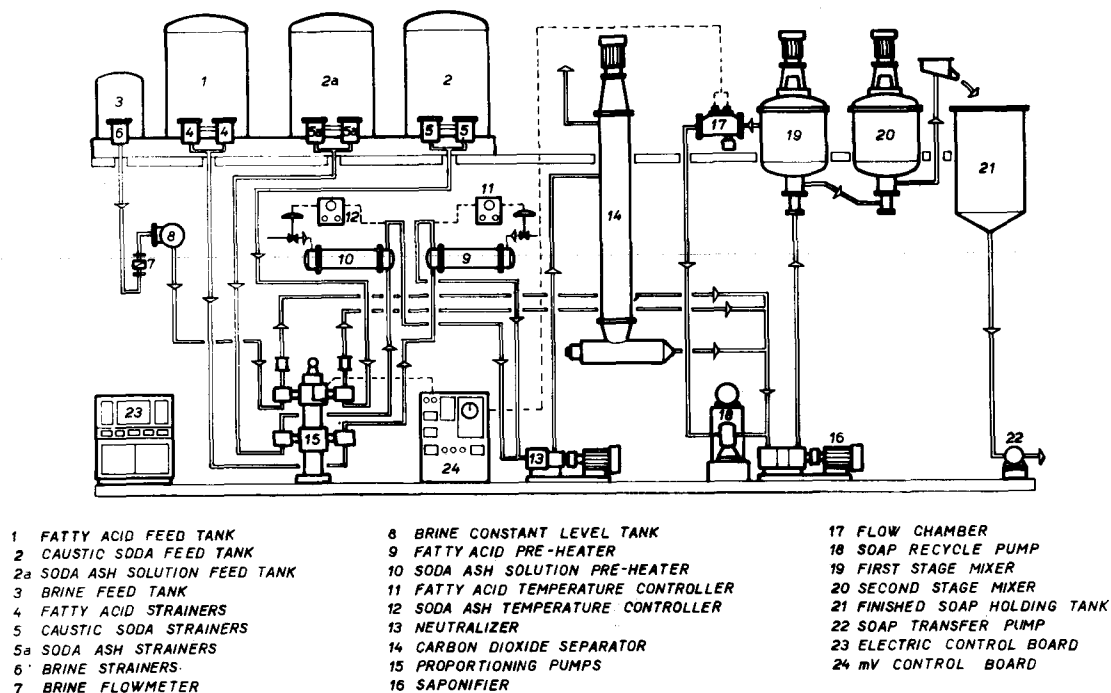 1
2a
2
3
6
4
4
5a
5a
5
5
11
12
17
19
20
21
8
7
10
9
14
23
15
24
13
18
16
22
1 FATTY ACID FEED TANK
2 CAUSTIC SODA FEED TANK
2a SODA ASH SOLUTION FEED TANK
3 BRINE FEED TANK
4 FATTY ACID STRAINERS
5 CAUSTIC SODA STRAINERS
5a SODA ASH STRAINERS
6 BRINE STRAINERS
7 BRINE FLOWMETER
8 BRINE CONSTANT LEVEL TANK
9 FATTY ACID PRE-HEATER
10 SODA ASH SOLUTION PRE-HEATER
11 FATTY ACID TEMPERATURE CONTROLLER
12 SODA ASH TEMPERATURE CONTROLLER
13 NEUTRALIZER
14 CARBON DIOXIDE SEPARATOR
15 PROPORTIONING PUMPS
16 SAPONIFIER
17 FLOW CHAMBER
18 SOAP RECYCLE PUMP
19 FIRST STAGE MIXER
20 SECOND STAGE MIXER
21 FINISHED SOAP HOLDING TANK
22 SOAP TRANSFER PUMP
23 ELECTRIC CONTROL BOARD
24 mV CONTROL BOARD